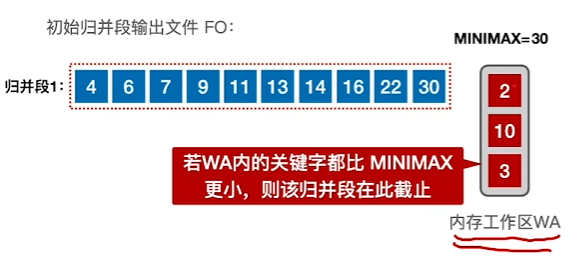 初始归并段输出文件 FO：
MINIMAX=30
归并段1：
4 6 7 9 11 13 14 16 22 30
2
10
3
若WA内的关键字都比 MINIMAX
更小，则该归并段在此截止
内存工作区WA